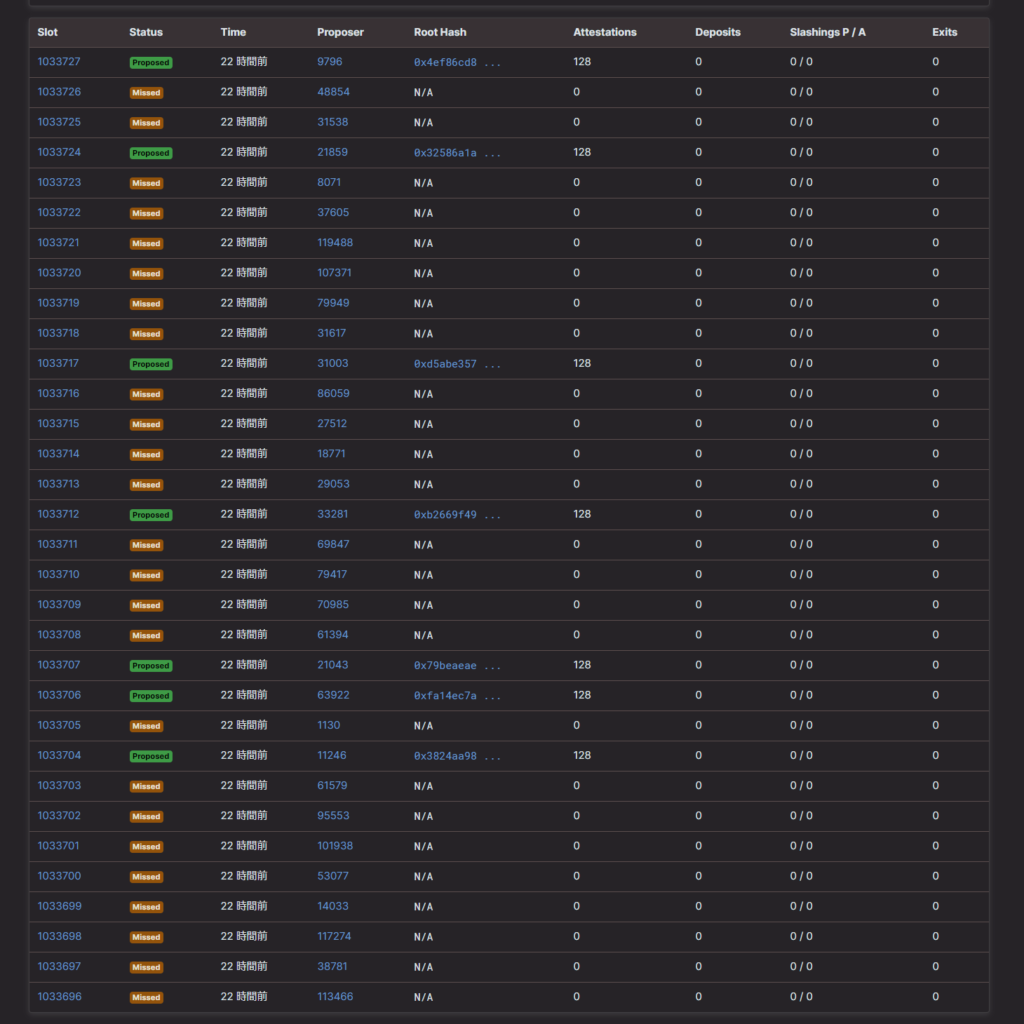 Slot Status Time Proposer Root Hash Attestations Deposits Slashings P / A Exits
1033727 Proposed 22 時間前 9796 0x4ef86cd8 ... 128 0 0 / 0 0
1033726 Missed 22 時間前 48854 N/A 0 0 0 / 0 0
1033725 Missed 22 時間前 31538 N/A 0 0 0 / 0 0
1033724 Proposed 22 時間前 21859 0x32586a1a ... 128 0 0 / 0 0
1033723 Missed 22 時間前 8071 N/A 0 0 0 / 0 0
1033722 Missed 22 時間前 37605 N/A 0 0 0 / 0 0
1033721 Missed 22 時間前 119488 N/A 0 0 0 / 0 0
1033720 Missed 22 時間前 107371 N/A 0 0 0 / 0 0
1033719 Missed 22 時間前 79949 N/A 0 0 0 / 0 0
1033718 Missed 22 時間前 31617 N/A 0 0 0 / 0 0
1033717 Proposed 22 時間前 31003 0xd5abe357 ... 128 0 0 / 0 0
1033716 Missed 22 時間前 86059 N/A 0 0 0 / 0 0
1033715 Missed 22 時間前 27512 N/A 0 0 0 / 0 0
1033714 Missed 22 時間前 18771 N/A 0 0 0 / 0 0
1033713 Missed 22 時間前 29053 N/A 0 0 0 / 0 0
1033712 Proposed 22 時間前 33281 0xb2669f49 ... 128 0 0 / 0 0
1033711 Missed 22 時間前 69847 N/A 0 0 0 / 0 0
1033710 Missed 22 時間前 79417 N/A 0 0 0 / 0 0
1033709 Missed 22 時間前 70985 N/A 0 0 0 / 0 0
1033708 Missed 22 時間前 61394 N/A 0 0 0 / 0 0
1033707 Proposed 22 時間前 21043 0x79beaeae ... 128 0 0 / 0 0
1033706 Proposed 22 時間前 63922 0xfa14ec7a ... 128 0 0 / 0 0
1033705 Missed 22 時間前 1130 N/A 0 0 0 / 0 0
1033704 Proposed 22 時間前 11246 0x3824aa98 ... 128 0 0 / 0 0
1033703 Missed 22 時間前 61579 N/A 0 0 0 / 0 0
1033702 Missed 22 時間前 95553 N/A 0 0 0 / 0 0
1033701 Missed 22 時間前 101938 N/A 0 0 0 / 0 0
1033700 Missed 22 時間前 53077 N/A 0 0 0 / 0 0
1033699 Missed 22 時間前 14033 N/A 0 0 0 / 0 0
1033698 Missed 22 時間前 117274 N/A 0 0 0 / 0 0
1033697 Missed 22 時間前 38781 N/A 0 0 0 / 0 0
1033696 Missed 22 時間前 113466 N/A 0 0 0 / 0 0